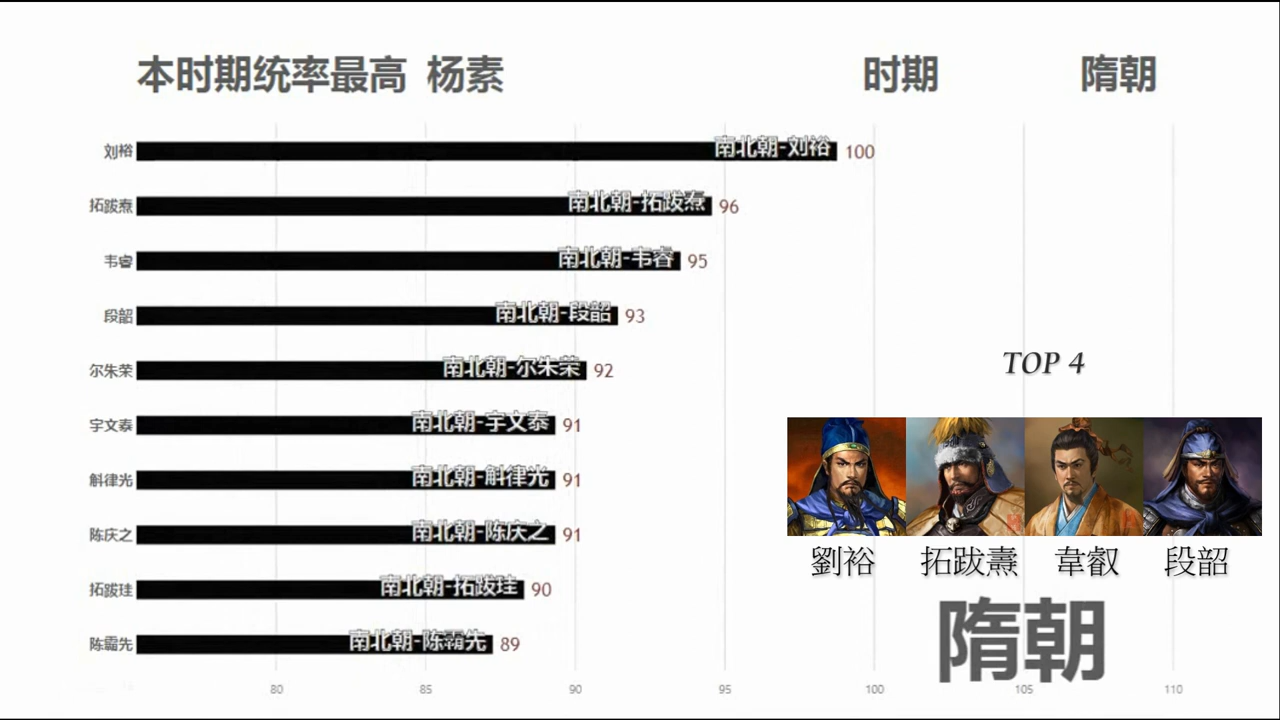 本时期统率最高 杨素
时期 隋朝
刘裕 南北朝-刘裕 100
拓跋焘 南北朝-拓跋焘 96
韦睿 南北朝-韦睿 95
段韶 南北朝-段韶 93
尔朱荣 南北朝-尔朱荣 92
宇文泰 南北朝-宇文泰 91
斛律光 南北朝-斛律光 91
陈庆之 南北朝-陈庆之 91
拓跋珪 南北朝-拓跋珪 90
陈霸先 南北朝-陈霸先 89
TOP 4
劉裕 拓跋燾 韋叡 段韶
隋朝
80 85 90 95 100 105 110